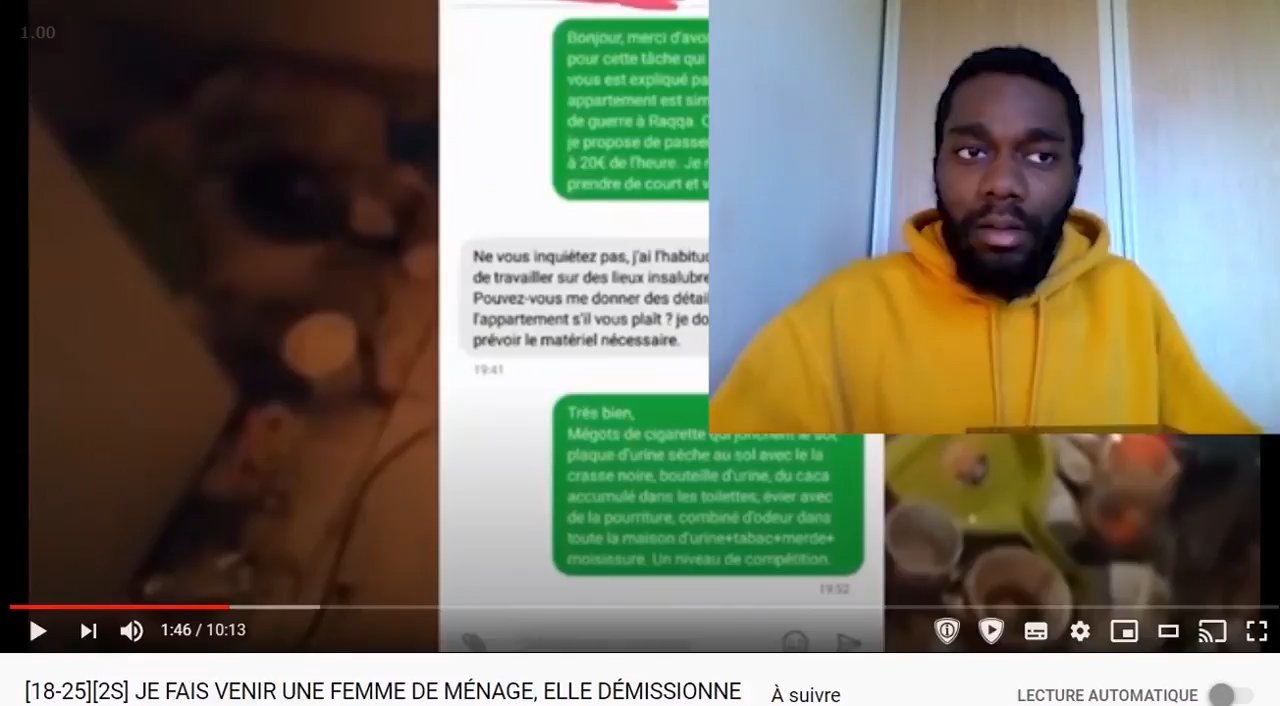 1.00
Bonjour, merci d'avoi
pour cette tâche qui
vous est expliqué pa
appartement est sim
de guerre à Raqqa. C
je propose de passer
à 20€ de l'heure. Je n
prendre de court et v
Ne vous inquiétez pas, j'ai l'habitud
de travailler sur des lieux insalubre
Pouvez-vous me donner des détai
l'appartement s'il vous plaît ? je do
prévoir le matériel nécessaire.
19:41
Très bien,
Mégots de cigarette qui jonchent le sol,
plaque d'urine sèche au sol avec le la
crasse noire, bouteille d'urine, du caca
accumulé dans les toilettes, évier avec
de la pourriture, combiné d'odeur dans
toute la maison d'urine+tabac+merde+
moisissure. Un niveau de compétition.
19:52
1:46 / 10:13
[18-25][2S] JE FAIS VENIR UNE FEMME DE MÉNAGE, ELLE DÉMISSIONNE
À suivre
LECTURE AUTOMATIQUE